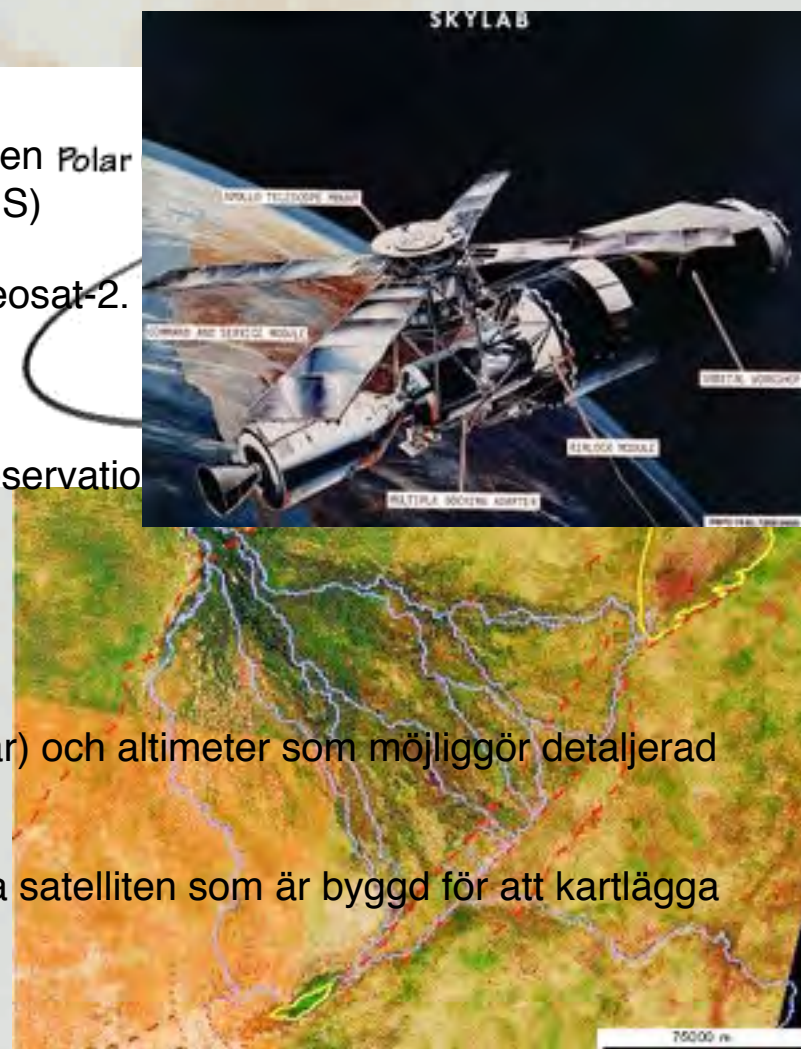 SKYLAB
en Polar
S)
APOLLO TELESCOPE MOUNT
eosat-2.
COMMAND AND SERVICE MODULE
ORBITAL WORKSHOP
AIRLOCK MODULE
servatio
MULTIPLE DOCKING ADAPTER
r) och altimeter som möjliggör detaljerad
a satelliten som är byggd för att kartlägga
75000 m